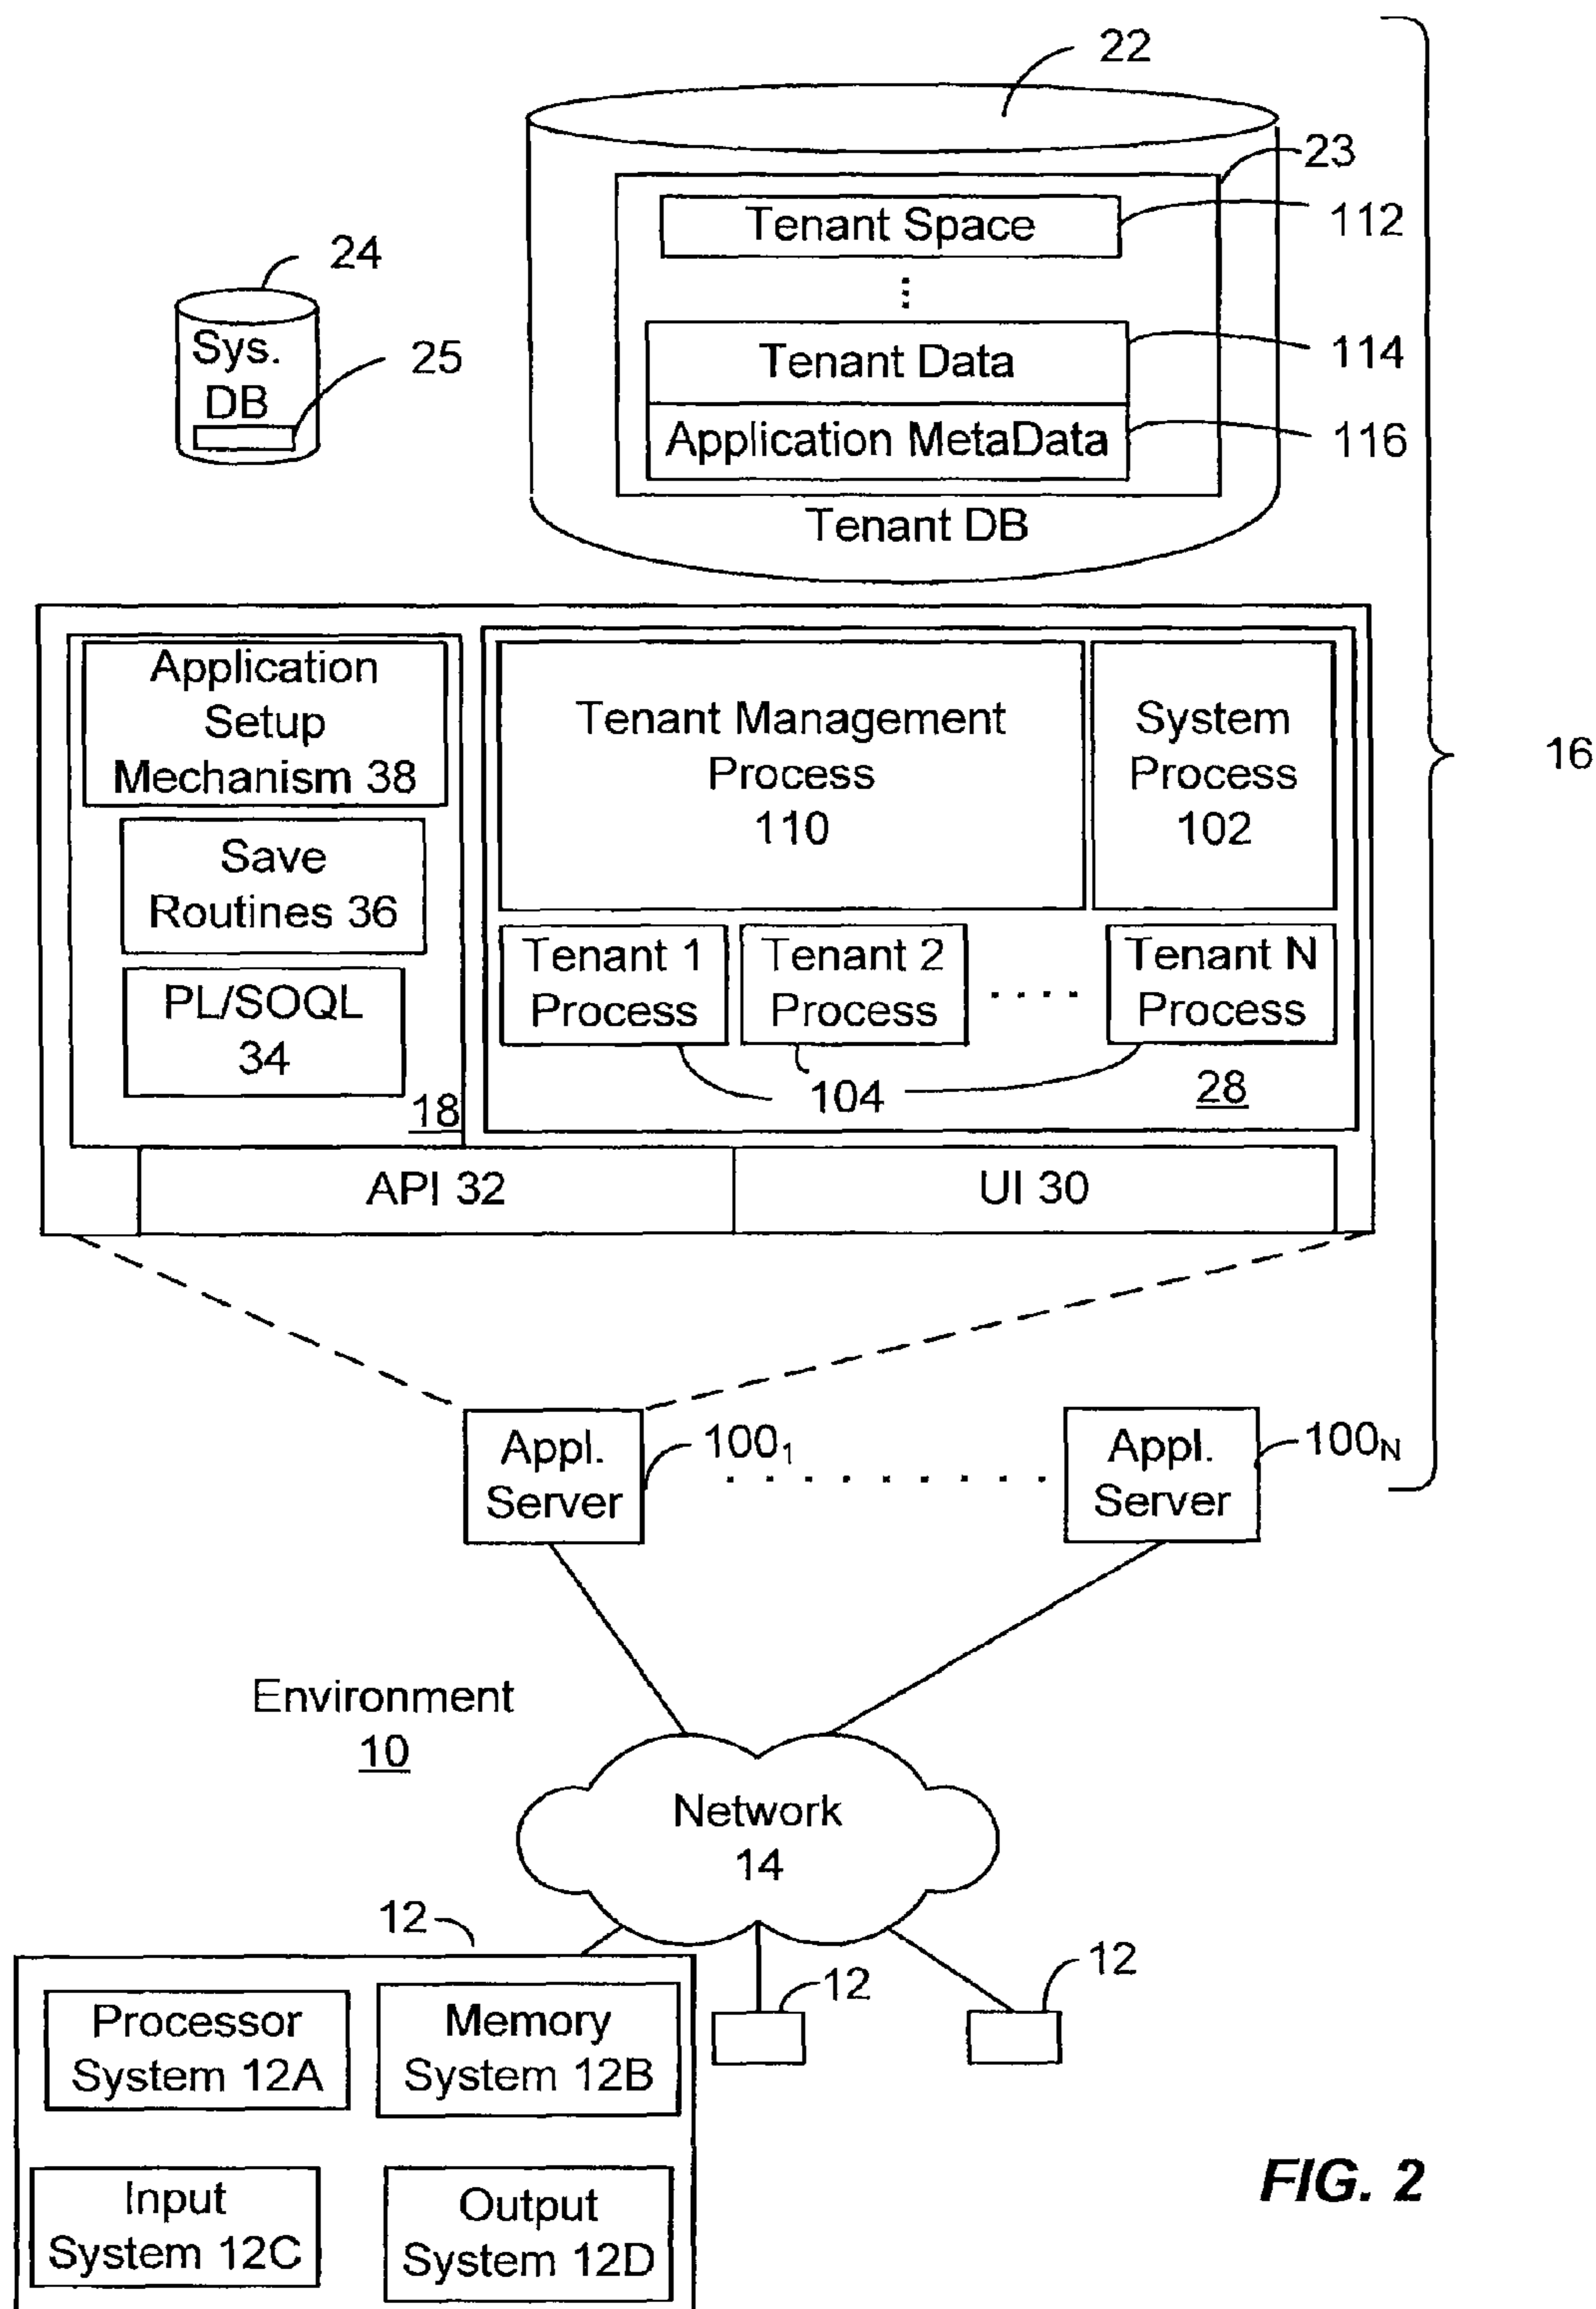 22
23
Tenant Space
112
24
Sys.
DB
25
Tenant Data
114
Application MetaData
116
Tenant DB
16
Application
Setup
Mechanism 38
Tenant Management
Process
110
System
Process
102
Save
Routines 36
Tenant 1
Process
Tenant 2
Process
Tenant N
Process
PL/SOQL
34
104
28
18
API 32
UI 30
Appl.
Server
1001
Appl.
Server
100N
Environment
10
Network
14
12
12
12
Processor
System 12A
Memory
System 12B
Input
System 12C
Output
System 12D
FIG. 2